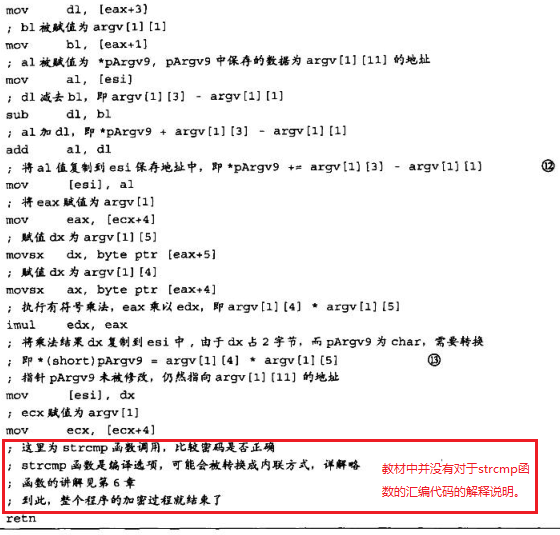 mov dl, [eax+3]
; bl 被赋值为 argv[1][1]
mov bl, [eax+1]
; al 被赋值为 *pArgv9, pArgv9 中保存的数据为 argv[1][11] 的地址
mov al, [esi]
; dl 减去 bl, 即 argv[1][3] - argv[1][1]
sub dl, bl
; al 加 dl, 即 *pArgv9 + argv[1][3] - argv[1][1]
add al, dl
; 将 al 值复制到 esi 保存地址中, 即 *pArgv9 += argv[1][3] - argv[1][1] ⑫
mov [esi], al
; 将 eax 赋值为 argv[1]
mov eax, [ecx+4]
; 赋值 dx 为 argv[1][5]
movsx dx, byte ptr [eax+5]
; 赋值 dx 为 argv[1][4]
movsx ax, byte ptr [eax+4]
; 执行有符号乘法, eax 乘以 edx, 即 argv[1][4] * argv[1][5]
imul edx, eax
; 将乘法结果 dx 复制到 esi 中, 由于 dx 占 2 字节, 而 pArgv9 为 char, 需要转换
; 即 *(short)pArgv9 = argv[1][4] * argv[1][5] ⑬
; 指针 pArgv9 未被修改, 仍然指向 argv[1][11] 的地址
mov [esi], dx
; ecx 赋值为 argv[1]
mov ecx, [ecx+4]
; 这里为 strcmp 函数调用, 比较密码是否正确
; strcmp 函数是编译选项, 可能会被转换成内联方式, 详解略
; 函数的讲解见第 6 章
; 到此, 整个程序的加密过程就结束了
retn
教材中并没有对于strcmp函
数的汇编代码的解释说明。